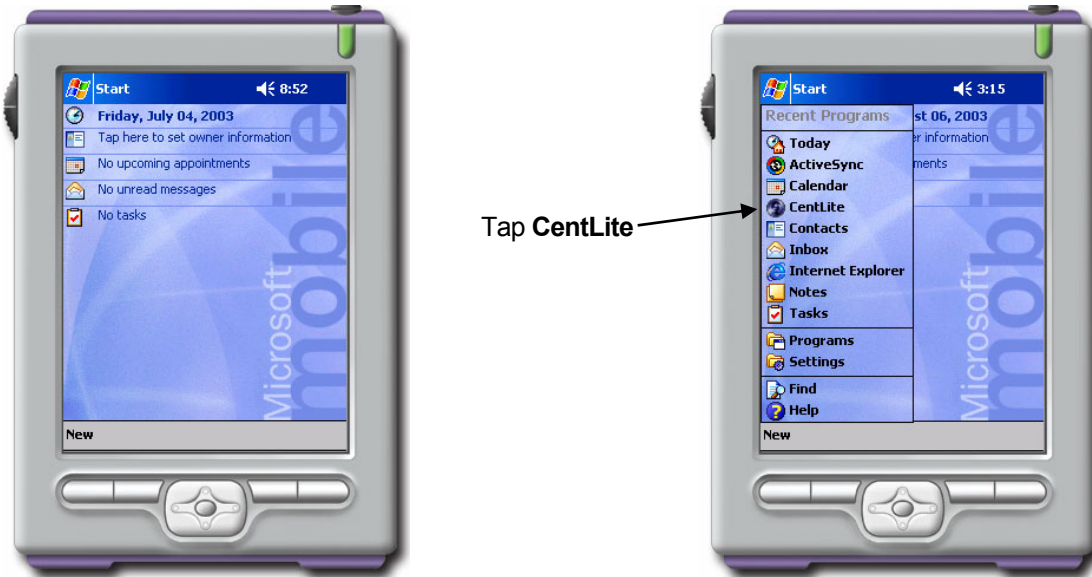 Start 8:52
Friday, July 04, 2003
Tap here to set owner information
No upcoming appointments
No unread messages
No tasks
Microsoft
mobile
New
Tap CentLite
Start 3:15
Recent Programs
st 06, 2003
Today
er information
ActiveSync
ments
Calendar
CentLite
Contacts
Inbox
Internet Explorer
Notes
Tasks
Programs
Settings
Find
Help
Microsoft
mobile
New